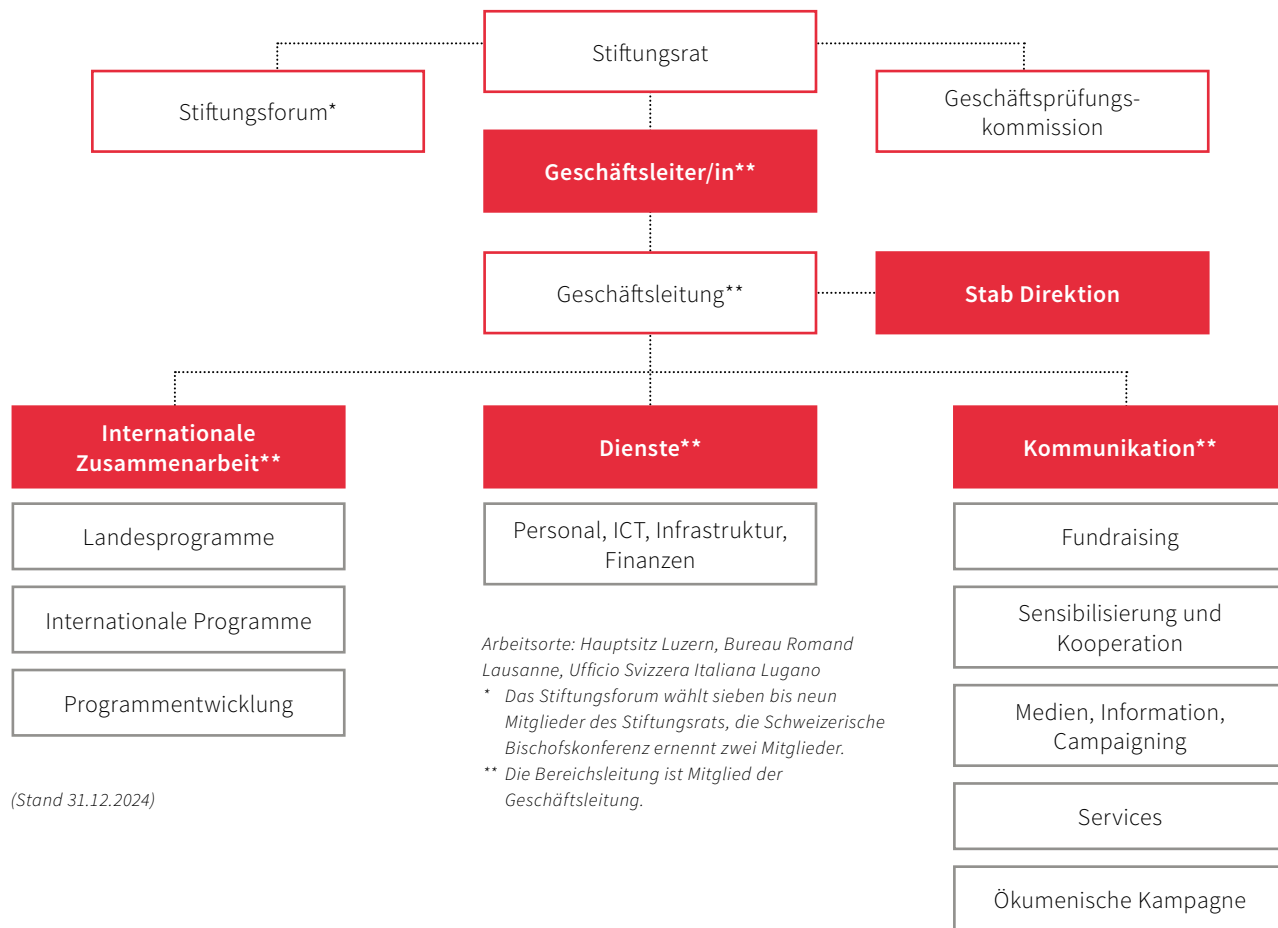 Stiftungsrat
Stiftungsforum*
Geschäftsprüfungs-
kommission
Geschäftsleiter/in**
Geschäftsleitung**
Stab Direktion
Internationale
Zusammenarbeit**
Landesprogramme
Internationale Programme
Programmentwicklung
(Stand 31.12.2024)
Dienste**
Personal, ICT, Infrastruktur,
Finanzen
Arbeitsorte: Hauptsitz Luzern, Bureau Romand
Lausanne, Ufficio Svizzera Italiana Lugano
* Das Stiftungsforum wählt sieben bis neun
Mitglieder des Stiftungsrats, die Schweizerische
Bischofskonferenz ernennt zwei Mitglieder.
** Die Bereichsleitung ist Mitglied der
Geschäftsleitung.
Kommunikation**
Fundraising
Sensibilisierung und
Kooperation
Medien, Information,
Campaigning
Services
Ökumenische Kampagne